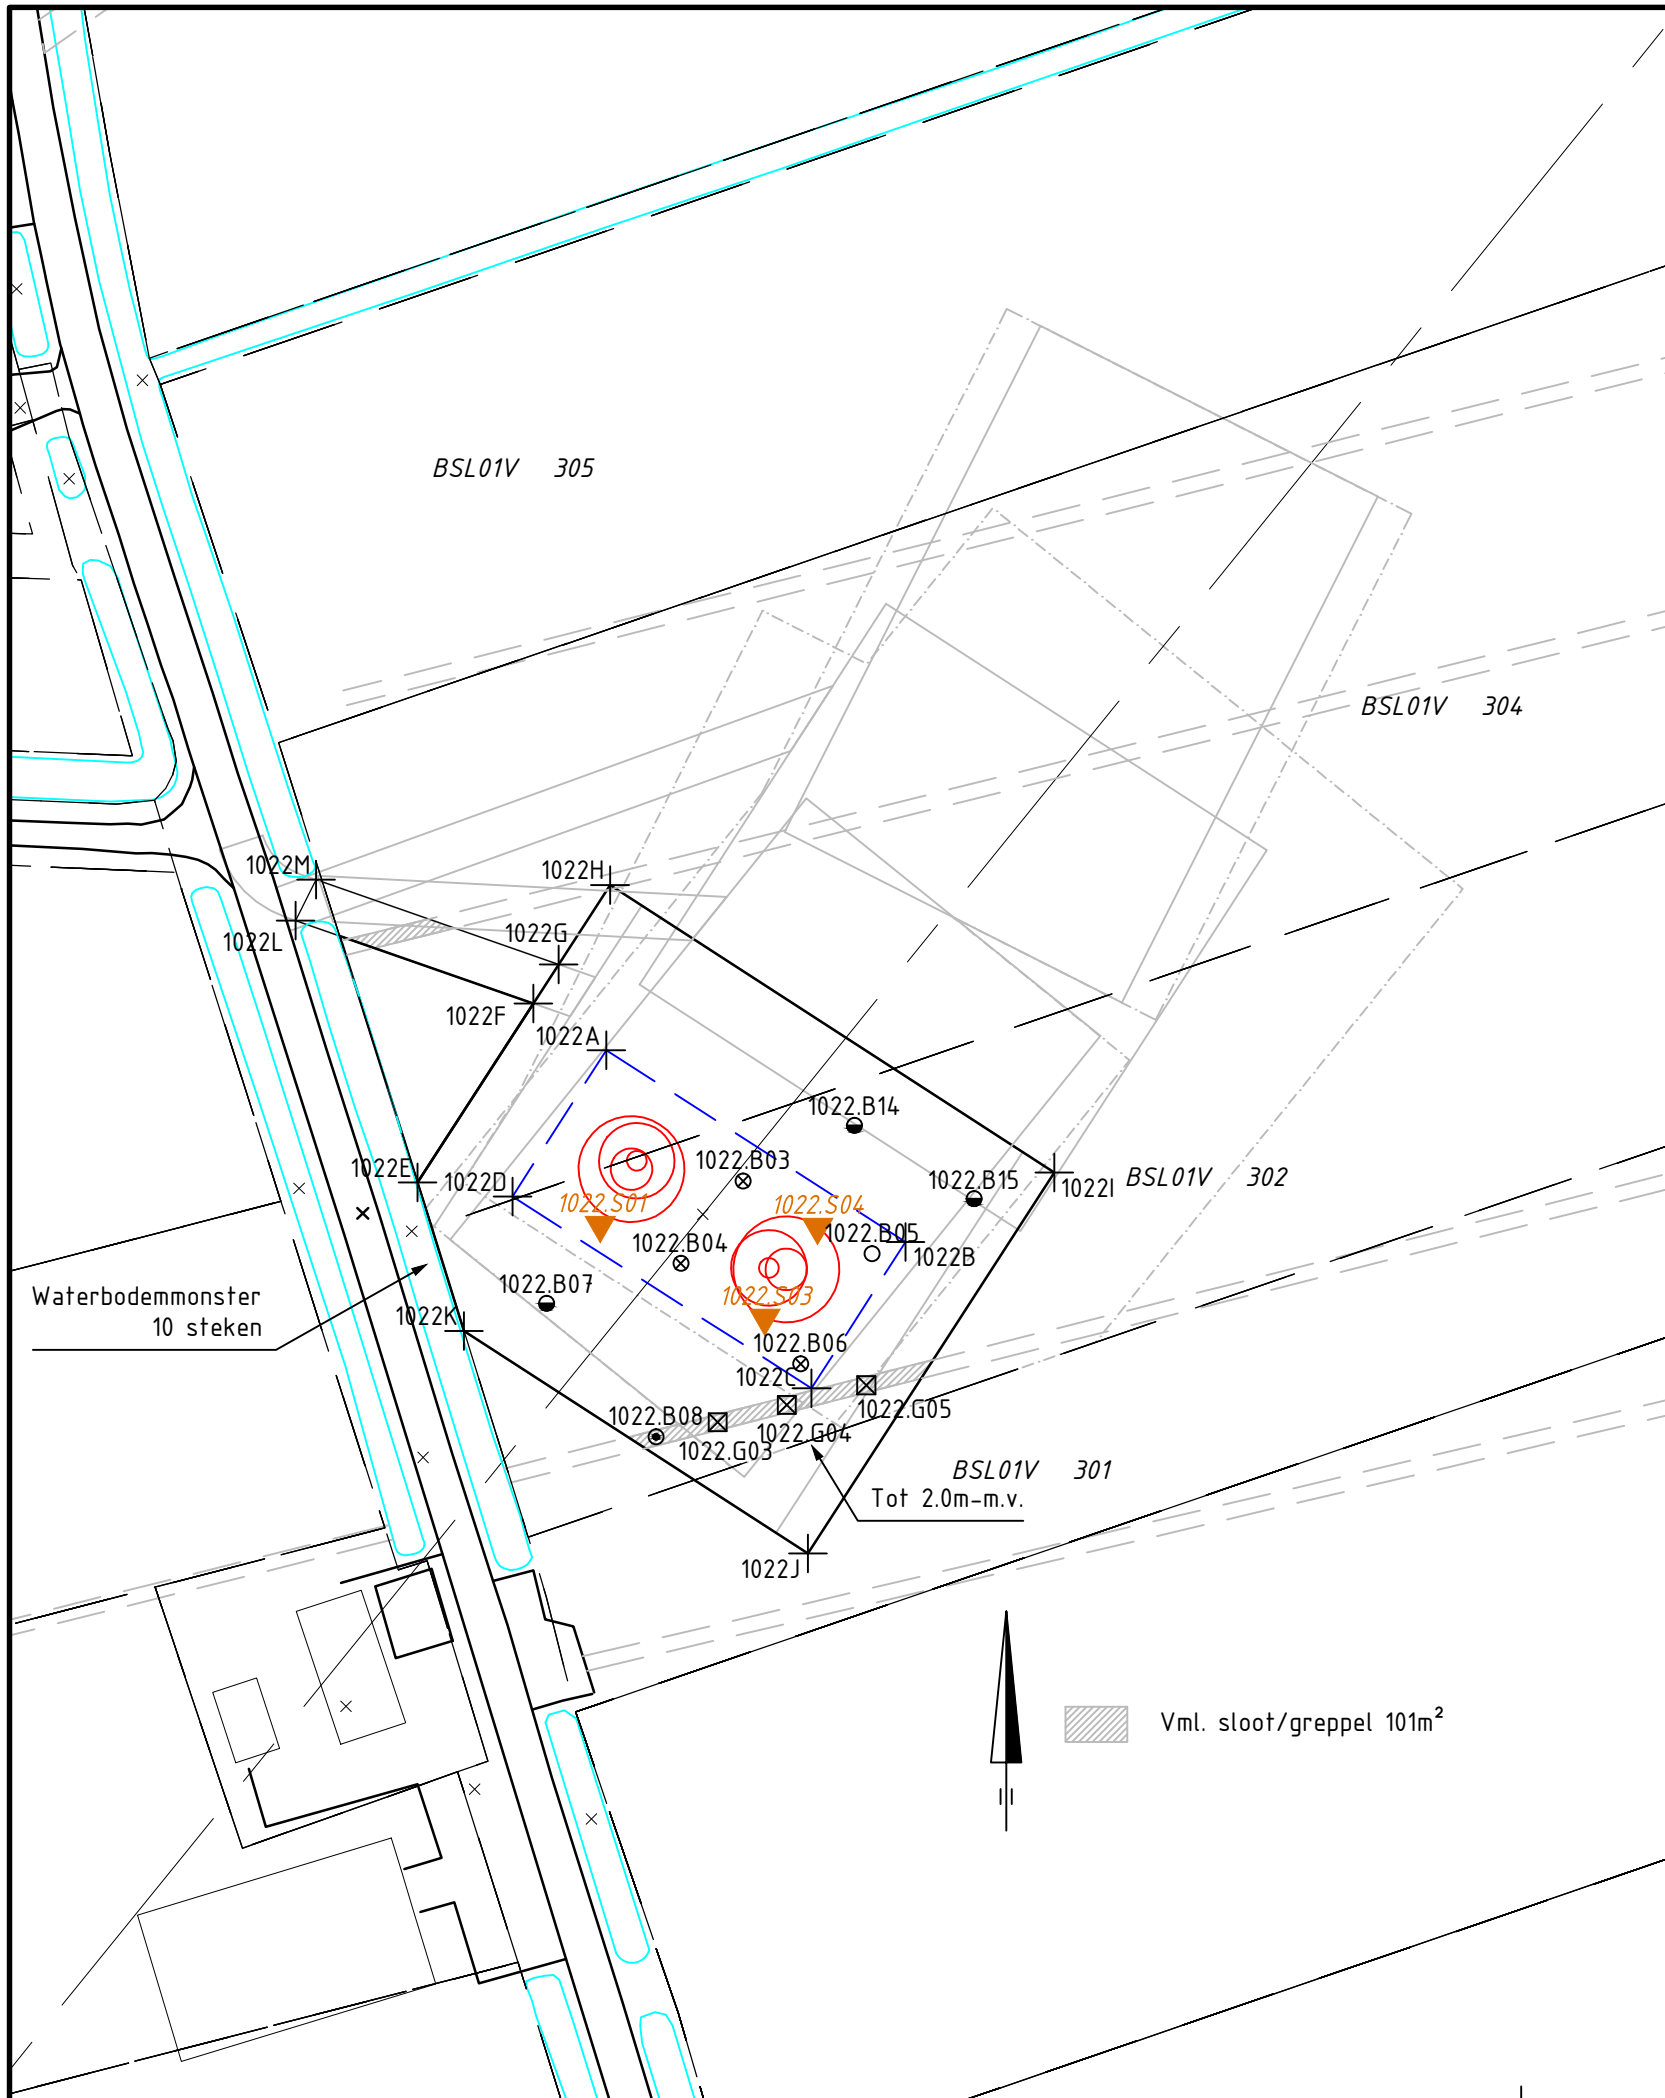 BSL01V 305
BSL01V 304
1022M
1022H
1022L
1022G
1022F
1022A
1022.B14
1022E
1022D
1022.B03
1022.B15
1022I
BSL01V 302
1022.S01
1022.S04
1022.B04
1022.B05
1022B
Waterbodemmonster
10 steken
1022.B07
1022.S03
1022K
1022.B06
1022C
1022.B08
1022.G05
1022.G04
1022.G03
BSL01V 301
Tot 2.0m-m.v.
1022J
Vml. sloot/greppel 101m²